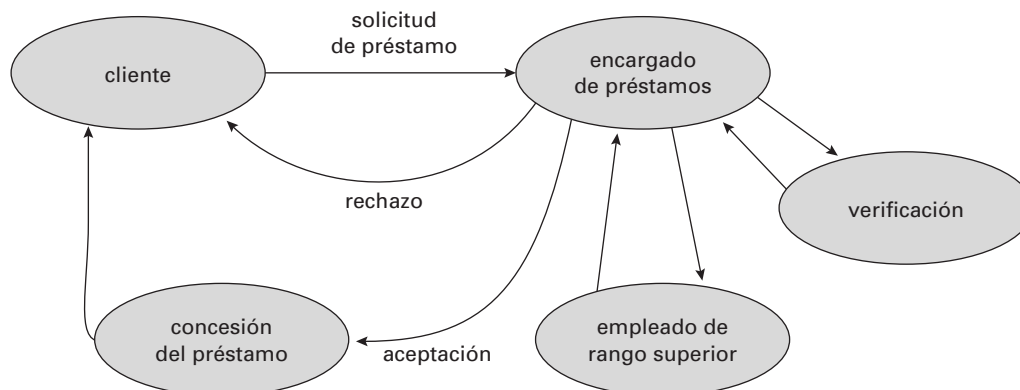 solicitud
de préstamo
cliente
encargado
de préstamos
rechazo
verificación
concesión
del préstamo
aceptación
empleado de
rango superior